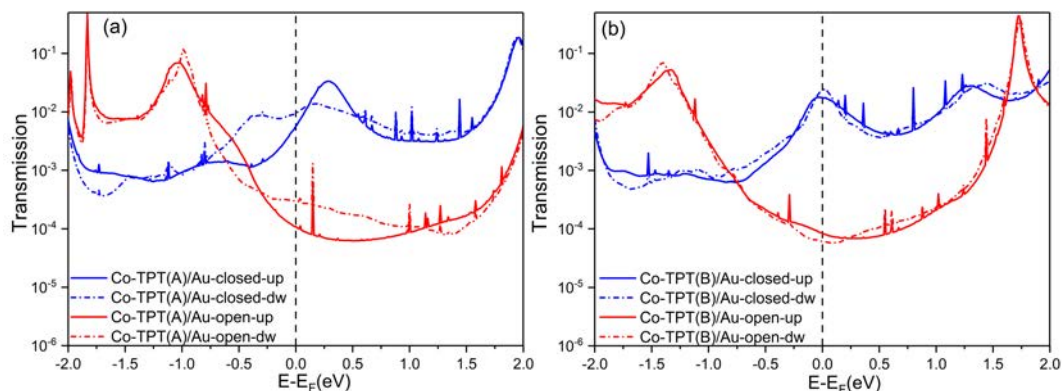 (a)
Transmission
10^-1
10^-2
10^-3
10^-4
10^-5
10^-6
Co-TPT(A)/Au-closed-up
Co-TPT(A)/Au-closed-dw
Co-TPT(A)/Au-open-up
Co-TPT(A)/Au-open-dw
-2.0 -1.5 -1.0 -0.5 0.0 0.5 1.0 1.5 2.0
E-E_F(eV)
(b)
Transmission
10^-1
10^-2
10^-3
10^-4
10^-5
10^-6
Co-TPT(B)/Au-closed-up
Co-TPT(B)/Au-closed-dw
Co-TPT(B)/Au-open-up
Co-TPT(B)/Au-open-dw
-2.0 -1.5 -1.0 -0.5 0.0 0.5 1.0 1.5 2.0
E-E_F(eV)